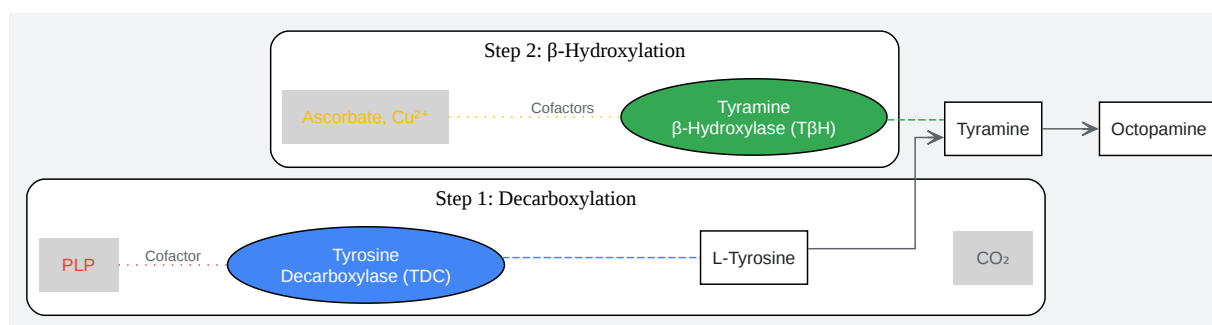 Step 2: β-Hydroxylation
Ascorbate, Cu²⁺
Cofactors
Tyramine
β-Hydroxylase (TβH)
Tyramine
Octopamine
Step 1: Decarboxylation
PLP
Cofactor
Tyrosine
Decarboxylase (TDC)
L-Tyrosine
CO₂